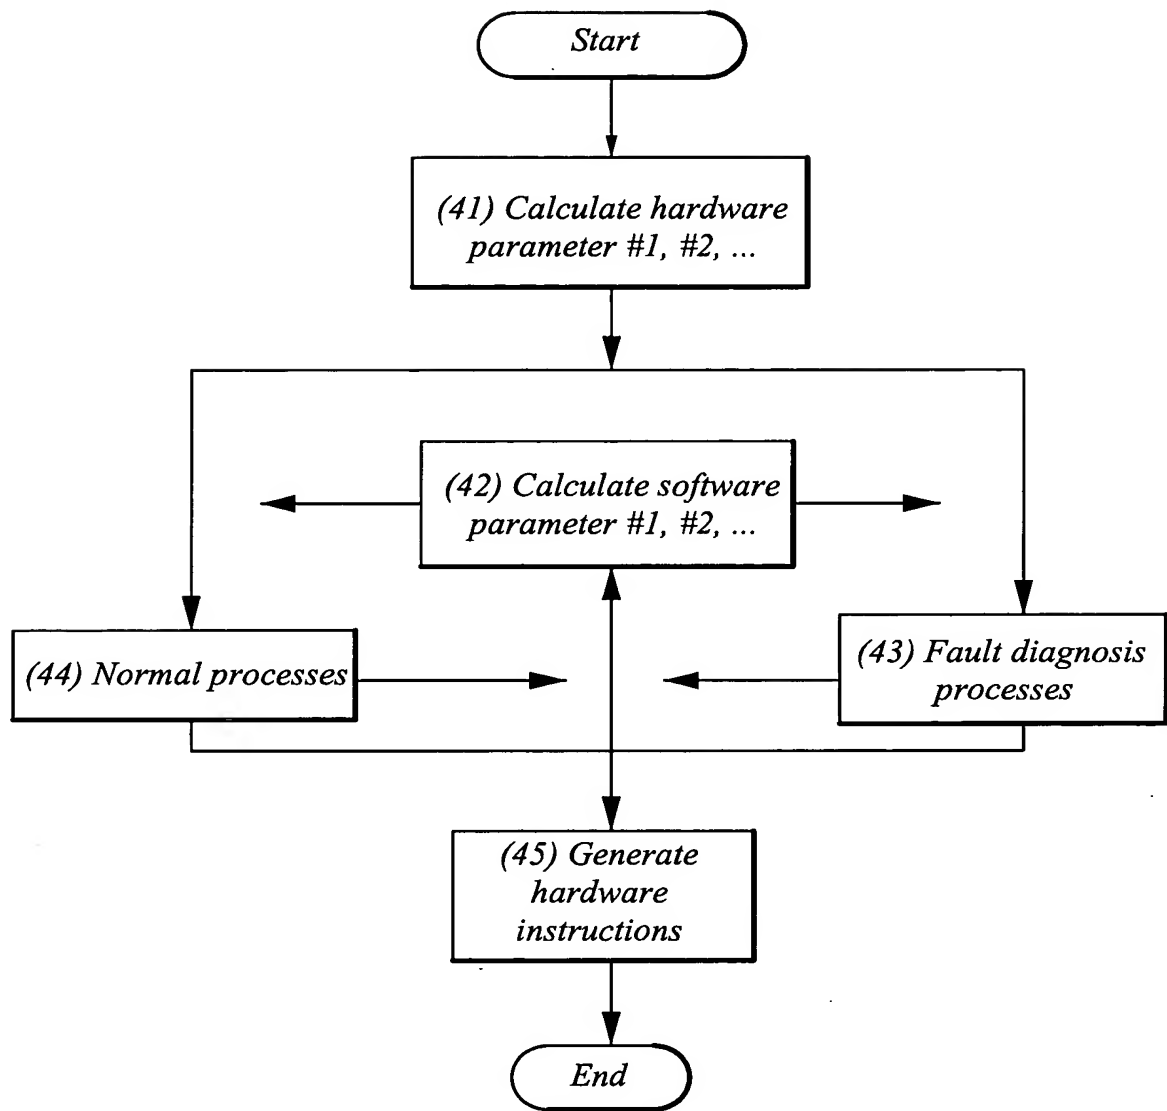 Start
(41) Calculate hardware
parameter #1, #2, ...
(42) Calculate software
parameter #1, #2, ...
(44) Normal processes
(43) Fault diagnosis
processes
(45) Generate
hardware
instructions
End